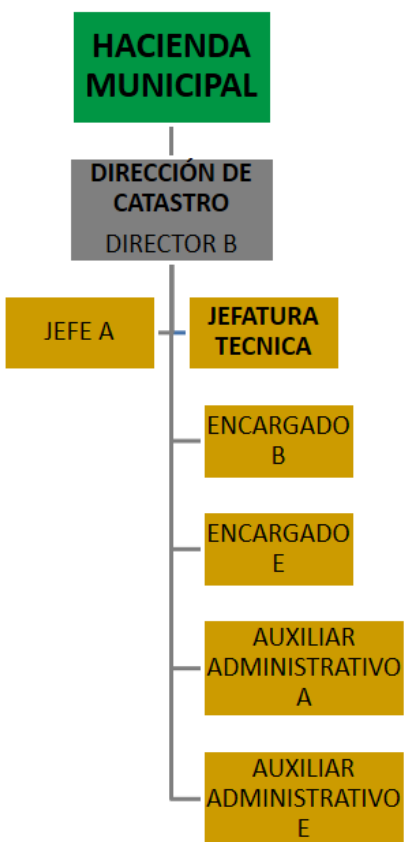 HACIENDA
MUNICIPAL
DIRECCIÓN DE
CATASTRO
DIRECTOR B
JEFE A
JEFATURA
TECNICA
ENCARGADO
B
ENCARGADO
E
AUXILIAR
ADMINISTRATIVO
A
AUXILIAR
ADMINISTRATIVO
E